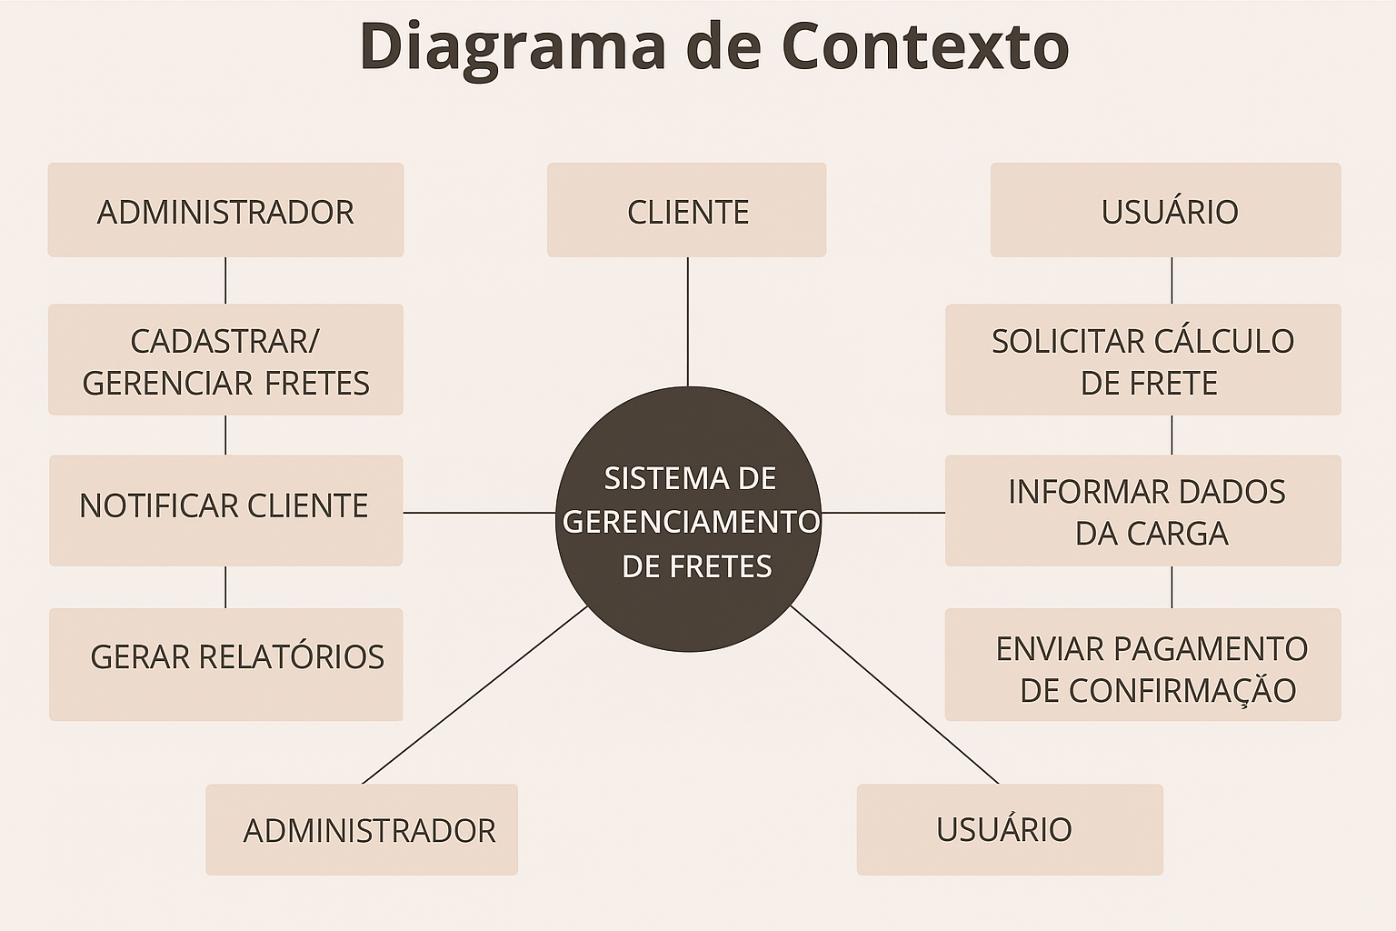 Diagrama de Contexto
ADMINISTRADOR
CLIENTE
USUÁRIO
CADASTRAR/
GERENCIAR FRETES
SOLICITAR CÁLCULO
DE FRETE
NOTIFICAR CLIENTE
SISTEMA DE
GERENCIAMENTO
DE FRETES
INFORMAR DADOS
DA CARGA
GERAR RELATÓRIOS
ENVIAR PAGAMENTO
DE CONFIRMAÇÃO
ADMINISTRADOR
USUÁRIO